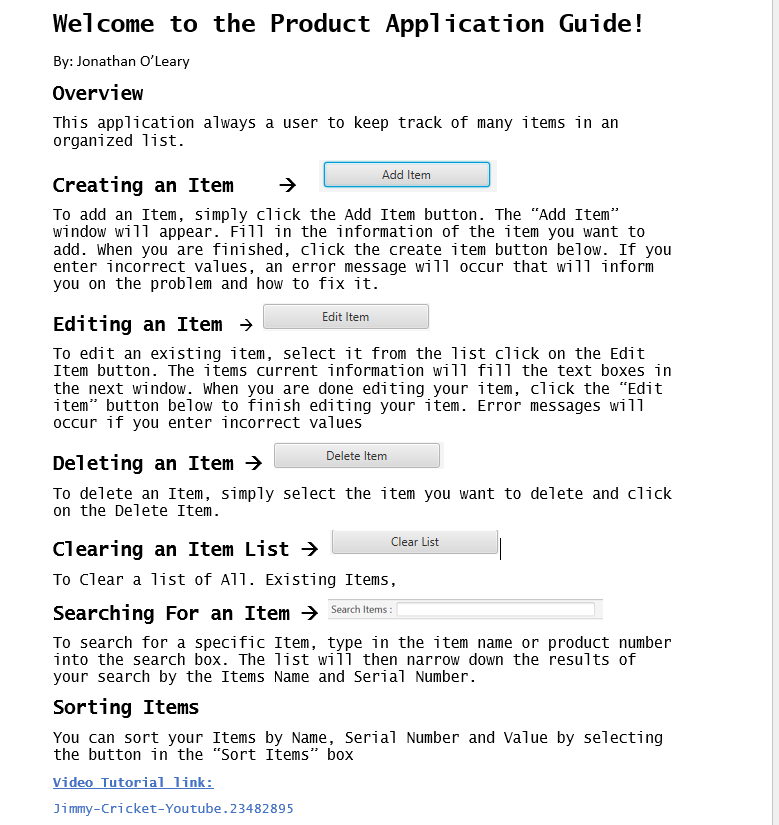 Welcome to the Product Application Guide!
By: Jonathan O’Leary
Overview
This application always a user to keep track of many items in an
organized list.
Creating an Item → Add Item
To add an Item, simply click the Add Item button. The “Add Item”
window will appear. Fill in the information of the item you want to
add. When you are finished, click the create item button below. If you
enter incorrect values, an error message will occur that will inform
you on the problem and how to fix it.
Editing an Item → Edit Item
To edit an existing item, select it from the list click on the Edit
Item button. The items current information will fill the text boxes in
the next window. When you are done editing your item, click the “Edit
item” button below to finish editing your item. Error messages will
occur if you enter incorrect values
Deleting an Item → Delete Item
To delete an Item, simply select the item you want to delete and click
on the Delete Item.
Clearing an Item List → Clear List
To Clear a list of All. Existing Items,
Searching For an Item → Search Items :
To search for a specific Item, type in the item name or product number
into the search box. The list will then narrow down the results of
your search by the Items Name and Serial Number.
Sorting Items
You can sort your Items by Name, Serial Number and Value by selecting
the button in the “Sort Items” box
Video Tutorial link:
Jimmy-Cricket-Youtube.23482895